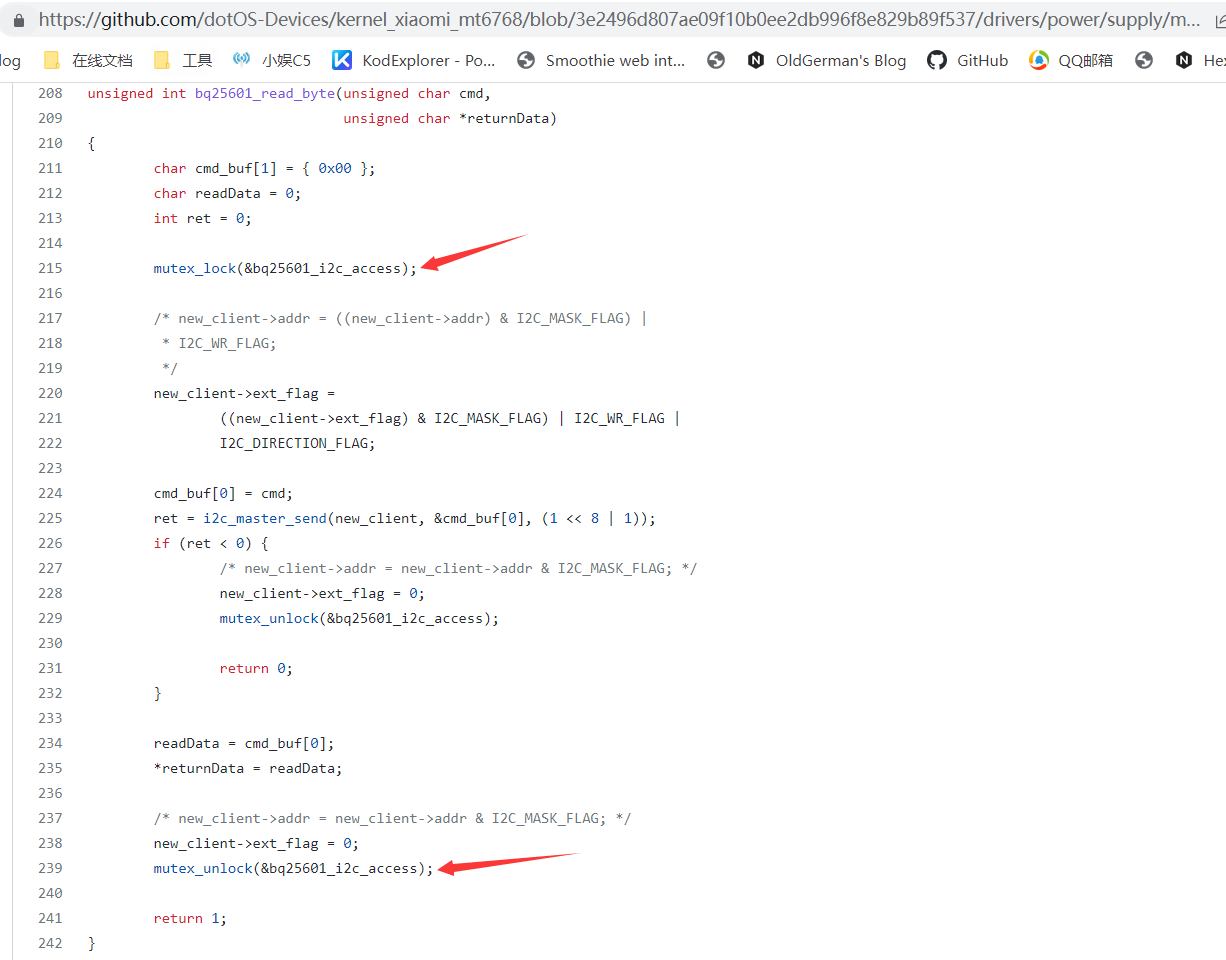 https://github.com/dotOS-Devices/kernel_xiaomi_mt6768/blob/3e2496d807ae09f10b0ee2db996f8e829b89f537/drivers/power/supply/m...
log 在线文档 工具 小娱C5 KodExplorer - Po... Smoothie web int... OldGerman's Blog GitHub QQ邮箱 Hex
208 unsigned int bq25601_read_byte(unsigned char cmd,
209 unsigned char *returnData)
210 {
211 char cmd_buf[1] = { 0x00 };
212 char readData = 0;
213 int ret = 0;
214
215 mutex_lock(&bq25601_i2c_access);
216
217 /* new_client->addr = ((new_client->addr) & I2C_MASK_FLAG) |
218 * I2C_WR_FLAG;
219 */
220 new_client->ext_flag =
221 ((new_client->ext_flag) & I2C_MASK_FLAG) | I2C_WR_FLAG |
222 I2C_DIRECTION_FLAG;
223
224 cmd_buf[0] = cmd;
225 ret = i2c_master_send(new_client, &cmd_buf[0], (1 << 8 | 1));
226 if (ret < 0) {
227 /* new_client->addr = new_client->addr & I2C_MASK_FLAG; */
228 new_client->ext_flag = 0;
229 mutex_unlock(&bq25601_i2c_access);
230
231 return 0;
232 }
233
234 readData = cmd_buf[0];
235 *returnData = readData;
236
237 /* new_client->addr = new_client->addr & I2C_MASK_FLAG; */
238 new_client->ext_flag = 0;
239 mutex_unlock(&bq25601_i2c_access);
240
241 return 1;
242 }